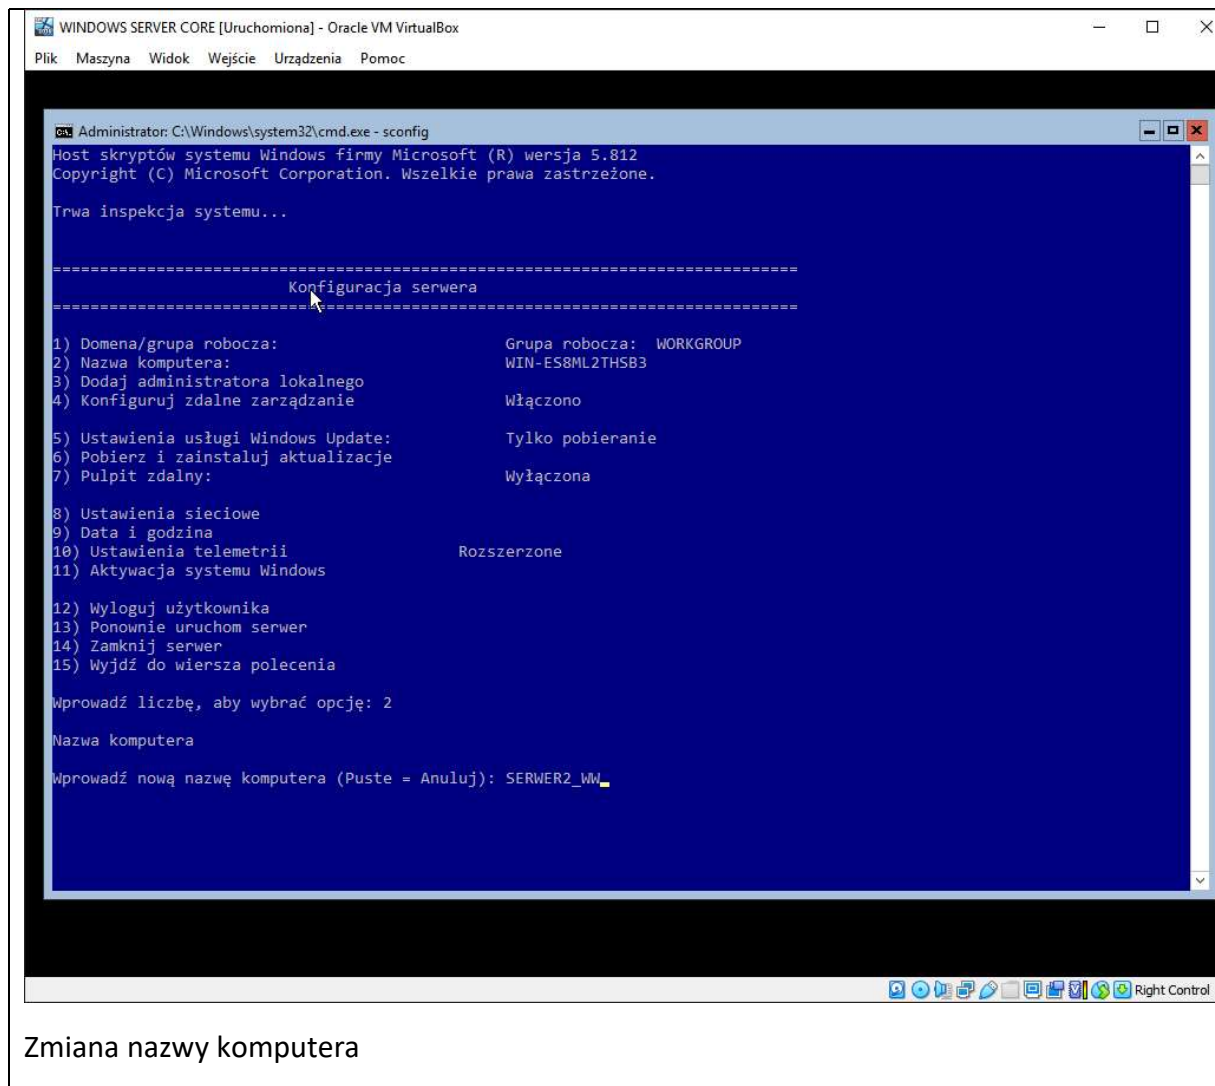 WINDOWS SERVER CORE [Uruchomiona] - Oracle VM VirtualBox
Plik Maszyna Widok Wejście Urządzenia Pomoc
Administrator: C:\Windows\system32\cmd.exe - sconfig
Host skryptów systemu Windows firmy Microsoft (R) wersja 5.812
Copyright (C) Microsoft Corporation. Wszelkie prawa zastrzeżone.
Trwa inspekcja systemu...
===============================================================================
Konfiguracja serwera
===============================================================================
1) Domena/grupa robocza: Grupa robocza: WORKGROUP
2) Nazwa komputera: WIN-ES8ML2THSB3
3) Dodaj administratora lokalnego
4) Konfiguruj zdalne zarządzanie Włączono
5) Ustawienia usługi Windows Update: Tylko pobieranie
6) Pobierz i zainstaluj aktualizacje
7) Pulpit zdalny: Wyłączona
8) Ustawienia sieciowe
9) Data i godzina
10) Ustawienia telemetrii Rozszerzone
11) Aktywacja systemu Windows
12) Wyloguj użytkownika
13) Ponownie uruchom serwer
14) Zamknij serwer
15) Wyjdź do wiersza polecenia
Wprowadź liczbę, aby wybrać opcję: 2
Nazwa komputera
Wprowadź nową nazwę komputera (Puste = Anuluj): SERWER2_WW_
Right Control
Zmiana nazwy komputera